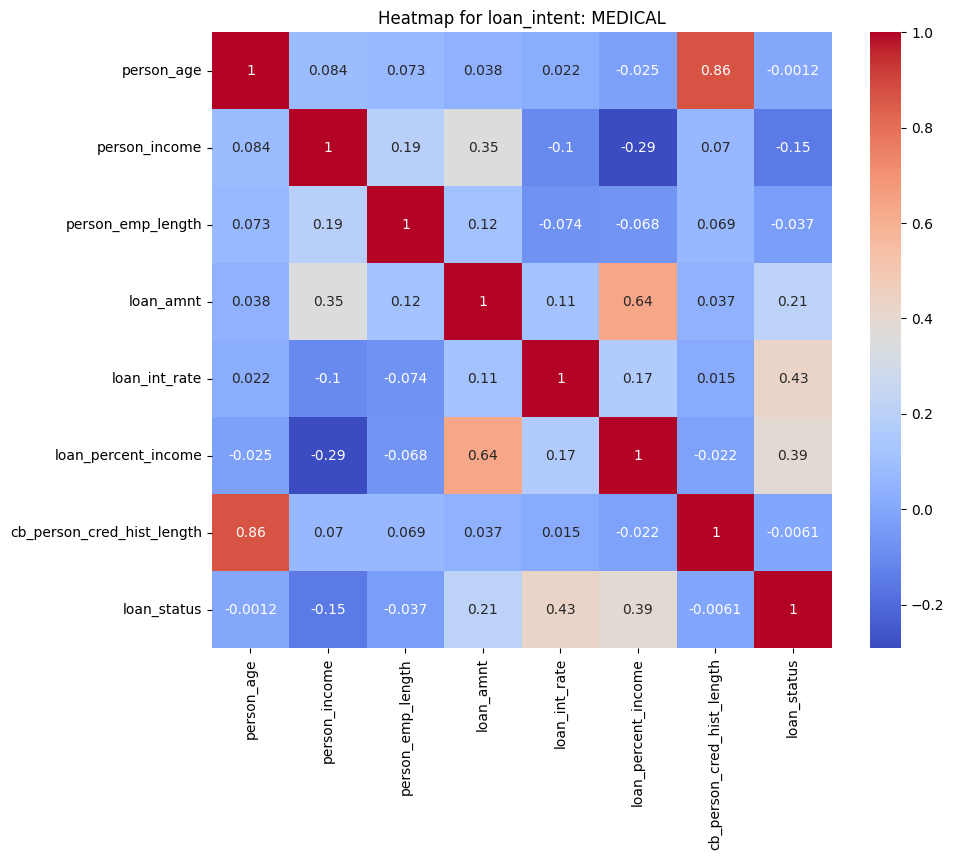 Heatmap for loan_intent: MEDICAL
person_age 1 0.084 0.073 0.038 0.022 -0.025 0.86 -0.0012
person_income 0.084 1 0.19 0.35 -0.1 -0.29 0.07 -0.15
person_emp_length 0.073 0.19 1 0.12 -0.074 -0.068 0.069 -0.037
loan_amnt 0.038 0.35 0.12 1 0.11 0.64 0.037 0.21
loan_int_rate 0.022 -0.1 -0.074 0.11 1 0.17 0.015 0.43
loan_percent_income -0.025 -0.29 -0.068 0.64 0.17 1 -0.022 0.39
cb_person_cred_hist_length 0.86 0.07 0.069 0.037 0.015 -0.022 1 -0.0061
loan_status -0.0012 -0.15 -0.037 0.21 0.43 0.39 -0.0061 1
person_age
person_income
person_emp_length
loan_amnt
loan_int_rate
loan_percent_income
cb_person_cred_hist_length
loan_status
1.0
0.8
0.6
0.4
0.2
0.0
−0.2